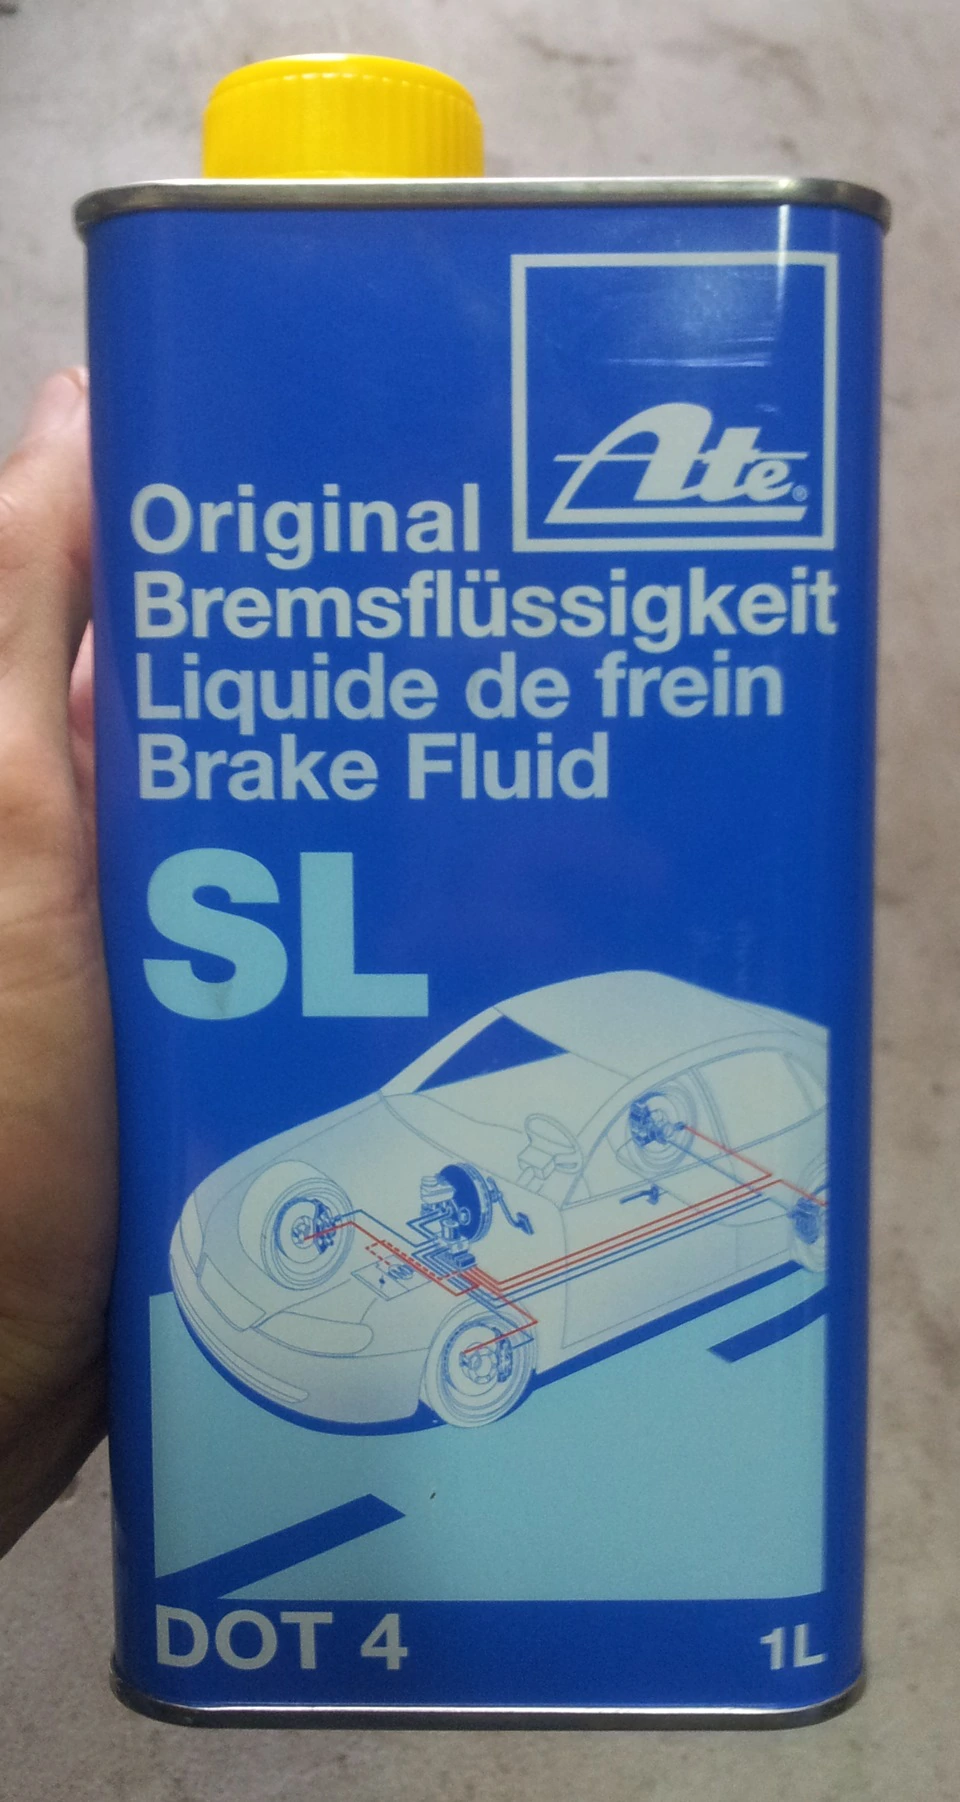 Ate®
Original
Bremsflüssigkeit
Liquide de frein
Brake Fluid
SL
DOT 4
1L